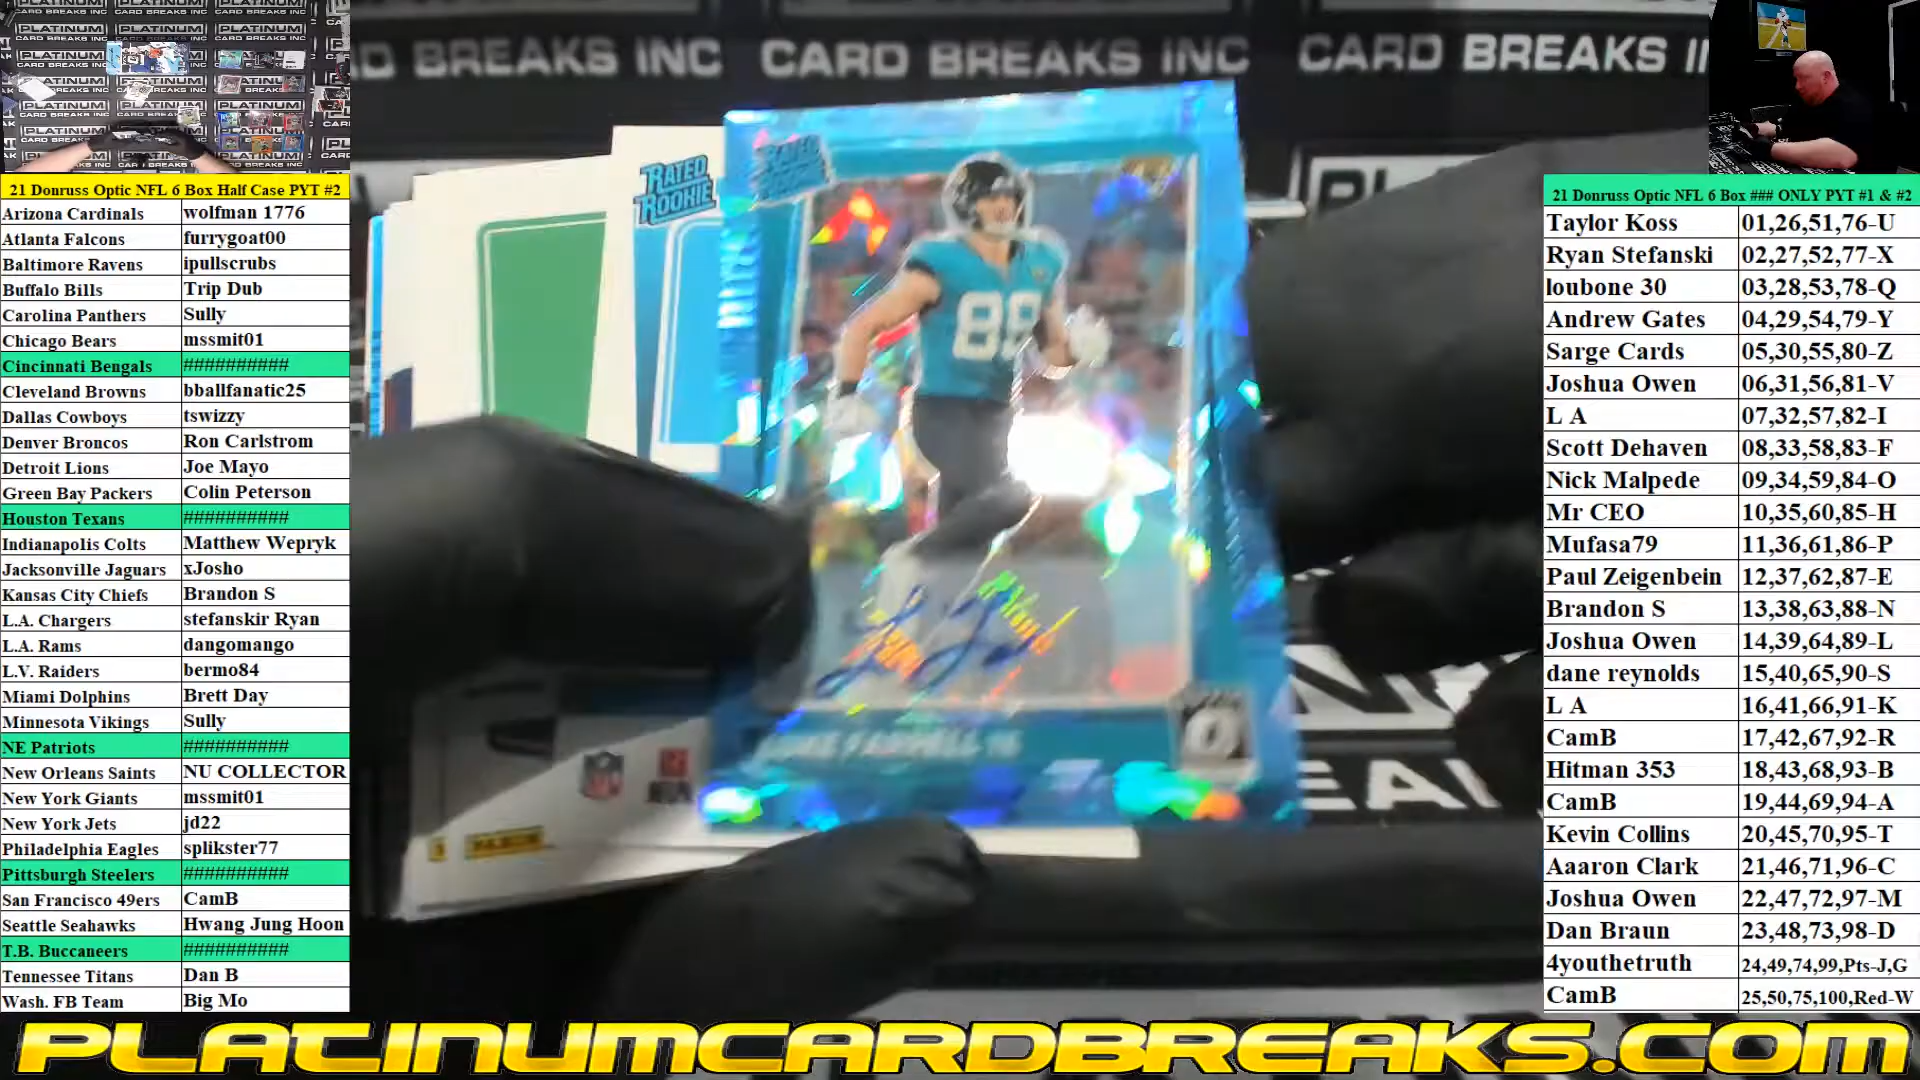 PLATINUM
CARD BREAKS INC
CARD BREAKS INC
CARD BREAKS INC
21 Donruss Optic NFL 6 Box Half Case PYT #2
Arizona Cardinals wolfman 1776
Atlanta Falcons furrygoat00
Baltimore Ravens ipullscrubs
Buffalo Bills Trip Dub
Carolina Panthers Sully
Chicago Bears mssmit01
Cincinnati Bengals ##########
Cleveland Browns bballfanatic25
Dallas Cowboys tswizzy
Denver Broncos Ron Carlstrom
Detroit Lions Joe Mayo
Green Bay Packers Colin Peterson
Houston Texans ##########
Indianapolis Colts Matthew Wepryk
Jacksonville Jaguars xJosho
Kansas City Chiefs Brandon S
L.A. Chargers stefanskir Ryan
L.A. Rams dangomango
L.V. Raiders bermo84
Miami Dolphins Brett Day
Minnesota Vikings Sully
NE Patriots ##########
New Orleans Saints NU COLLECTOR
New York Giants mssmit01
New York Jets jd22
Philadelphia Eagles splikster77
Pittsburgh Steelers ##########
San Francisco 49ers CamB
Seattle Seahawks Hwang Jung Hoon
T.B. Buccaneers ##########
Tennessee Titans Dan B
Wash. FB Team Big Mo
RATED
ROOKIE
RATED
ROOKIE
88
LUKE FARRELL TE
NFL
PANINI
21 Donruss Optic NFL 6 Box ### ONLY PYT #1 & #2
Taylor Koss 01,26,51,76-U
Ryan Stefanski 02,27,52,77-X
loubone 30 03,28,53,78-Q
Andrew Gates 04,29,54,79-Y
Sarge Cards 05,30,55,80-Z
Joshua Owen 06,31,56,81-V
L A 07,32,57,82-I
Scott Dehaven 08,33,58,83-F
Nick Malpede 09,34,59,84-O
Mr CEO 10,35,60,85-H
Mufasa79 11,36,61,86-P
Paul Zeigenbein 12,37,62,87-E
Brandon S 13,38,63,88-N
Joshua Owen 14,39,64,89-L
dane reynolds 15,40,65,90-S
L A 16,41,66,91-K
CamB 17,42,67,92-R
Hitman 353 18,43,68,93-B
CamB 19,44,69,94-A
Kevin Collins 20,45,70,95-T
Aaaron Clark 21,46,71,96-C
Joshua Owen 22,47,72,97-M
Dan Braun 23,48,73,98-D
4youthetruth 24,49,74,99,Pts-J,G
CamB 25,50,75,100,Red-W
PLATINUMCARDBREAKS.COM